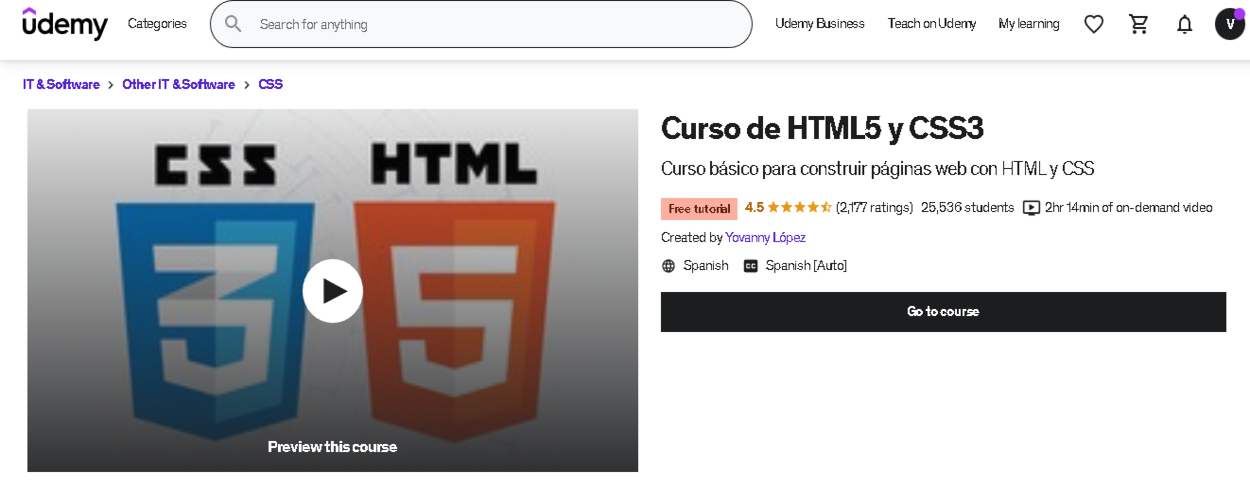 ûdemy Categories Search for anything Udemy Business Teach on Udemy My learning V
IT & Software > Other IT & Software > CSS
CSS HTML
3 5
Preview this course
Curso de HTML5 y CSS3
Curso básico para construir páginas web con HTML y CSS
Free tutorial 4.5 (2,177 ratings) 25,536 students 2hr 14min of on-demand video
Created by Yovanny López
Spanish CC Spanish [Auto]
Go to course